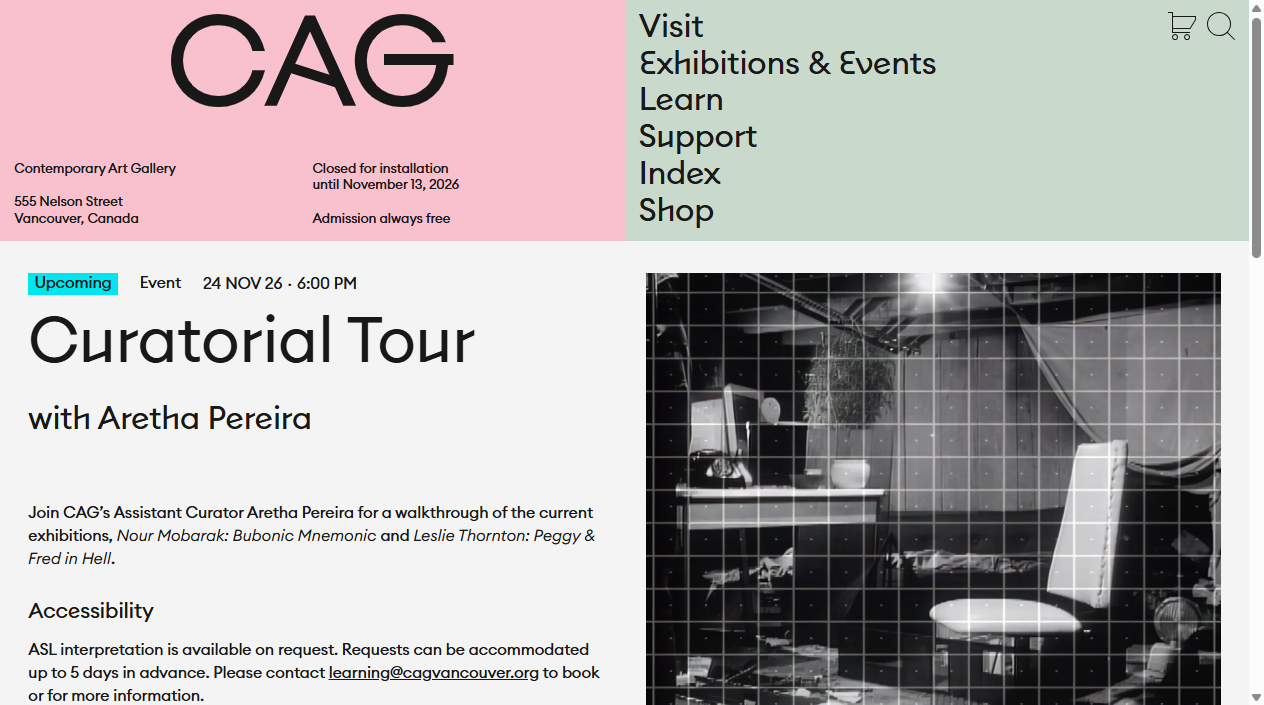 CAG
Contemporary Art Gallery
555 Nelson Street
Vancouver, Canada
Closed for installation
until November 13, 2026
Admission always free
Visit
Exhibitions & Events
Learn
Support
Index
Shop
Upcoming Event 24 NOV 26 · 6:00 PM
Curatorial Tour
with Aretha Pereira
Join CAG’s Assistant Curator Aretha Pereira for a walkthrough of the current
exhibitions, Nour Mobarak: Bubonic Mnemonic and Leslie Thornton: Peggy &
Fred in Hell.
Accessibility
ASL interpretation is available on request. Requests can be accommodated
up to 5 days in advance. Please contact learning@cagvancouver.org to book
or for more information.